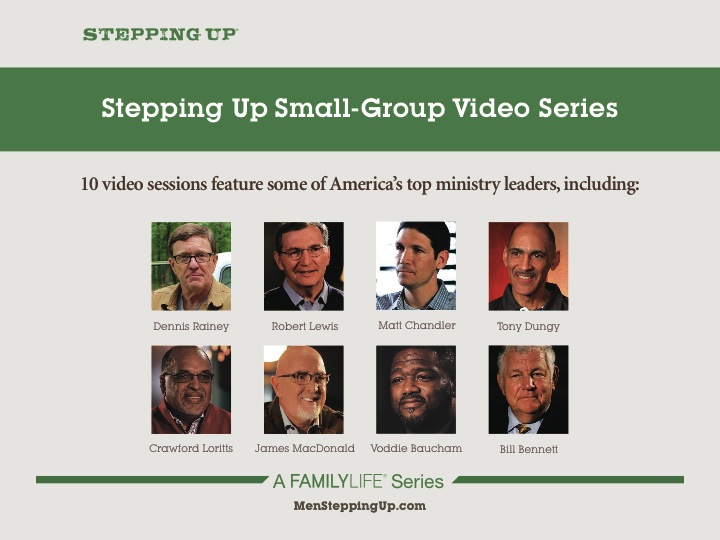 STEPPING UP
Stepping Up Small-Group Video Series
10 video sessions feature some of America’s top ministry leaders, including:
Dennis Rainey Robert Lewis Matt Chandler Tony Dungy
Crawford Loritts James MacDonald Voddie Baucham Bill Bennett
A FAMILYLIFE® Series
MenSteppingUp.com